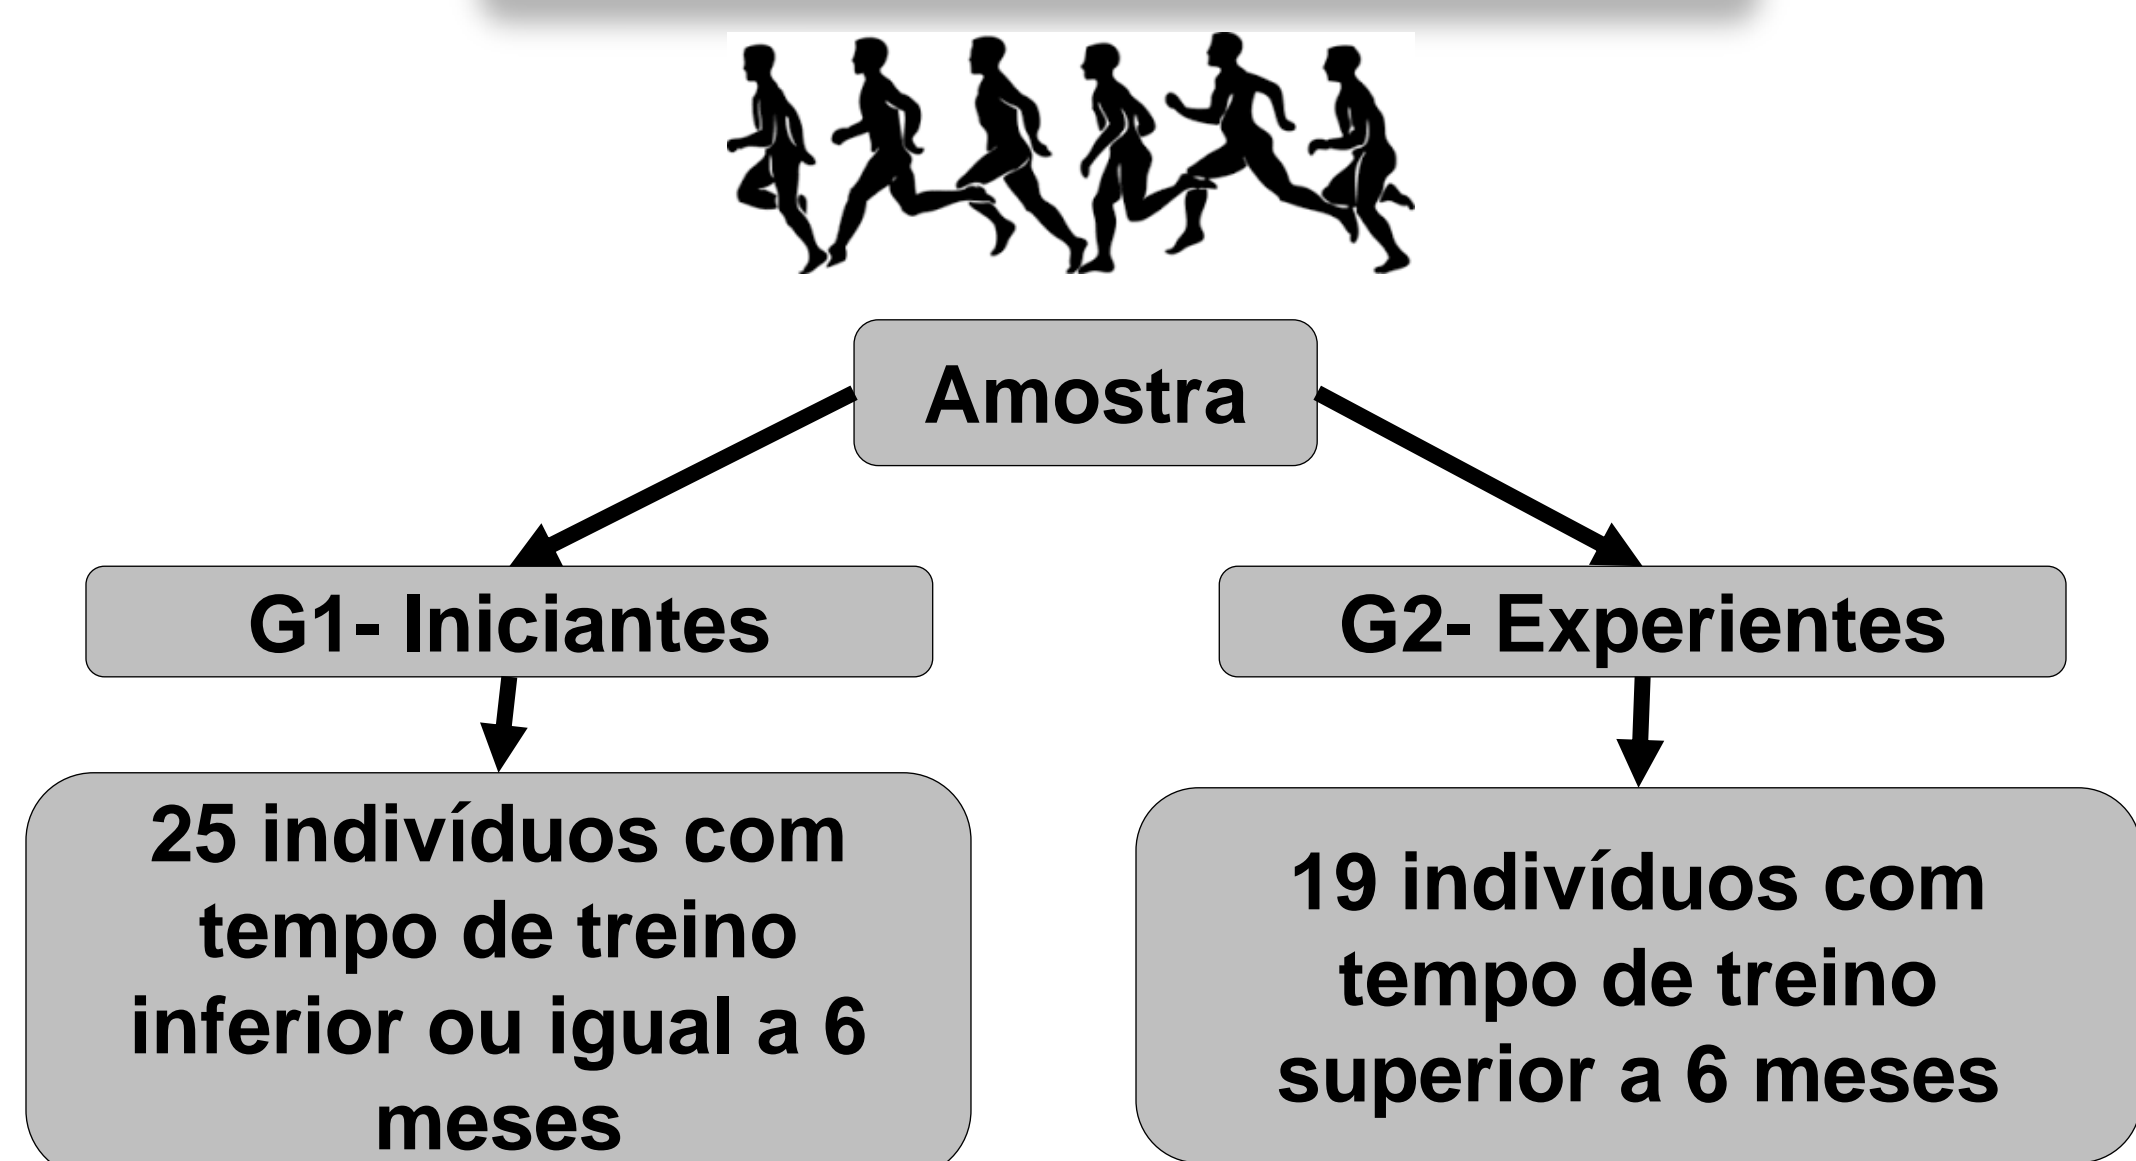 Amostra
G1- Iniciantes
G2- Experientes
25 indivíduos com
tempo de treino
inferior ou igual a 6
meses
19 indivíduos com
tempo de treino
superior a 6 meses